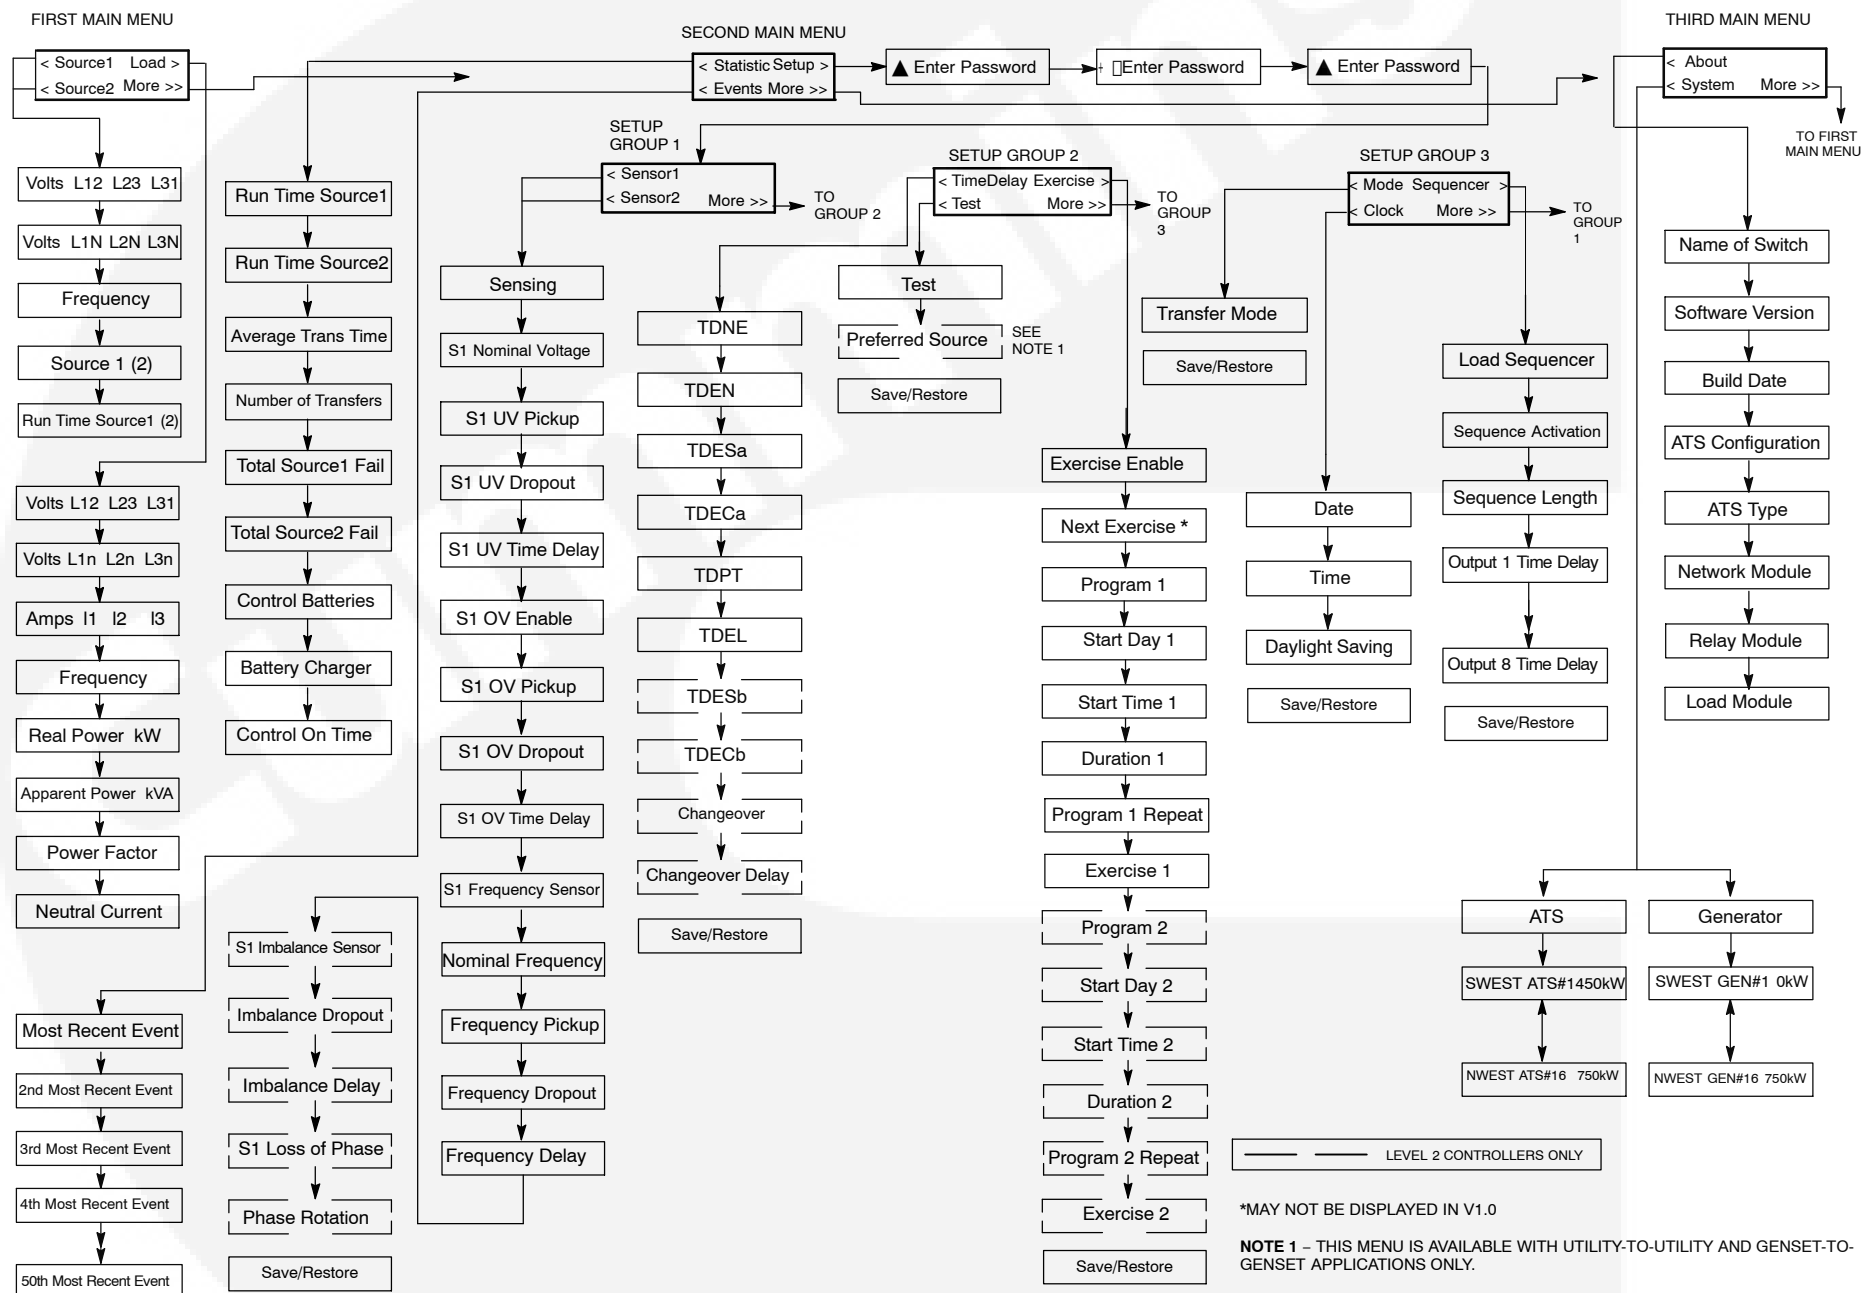 FIRST MAIN MENU
< Source1 Load >
< Source2 More >>
Volts L12 L23 L31
Volts L1N L2N L3N
Frequency
Source 1 (2)
Run Time Source1 (2)
Volts L12 L23 L31
Volts L1n L2n L3n
Amps I1 I2 I3
Frequency
Real Power kW
Apparent Power kVA
Power Factor
Neutral Current
Most Recent Event
2nd Most Recent Event
3rd Most Recent Event
4th Most Recent Event
50th Most Recent Event
SECOND MAIN MENU
< Statistic Setup >
< Events More >>
▲ Enter Password
Enter Password
▲ Enter Password
Run Time Source1
Run Time Source2
Average Trans Time
Number of Transfers
Total Source1 Fail
Total Source2 Fail
Control Batteries
Battery Charger
Control On Time
SETUP
GROUP 1
< Sensor1
< Sensor2 More >>
TO
GROUP 2
Sensing
S1 Nominal Voltage
S1 UV Pickup
S1 UV Dropout
S1 UV Time Delay
S1 OV Enable
S1 OV Pickup
S1 OV Dropout
S1 OV Time Delay
S1 Frequency Sensor
Nominal Frequency
Frequency Pickup
Frequency Dropout
Frequency Delay
S1 Imbalance Sensor
Imbalance Dropout
Imbalance Delay
S1 Loss of Phase
Phase Rotation
Save/Restore
SETUP GROUP 2
< TimeDelay Exercise >
< Test More >>
TO
GROUP
3
TDNE
TDEN
TDESa
TDECa
TDPT
TDEL
TDESb
TDECb
Changeover
Changeover Delay
Save/Restore
Test
Preferred Source
SEE
NOTE 1
Save/Restore
Exercise Enable
Next Exercise *
Program 1
Start Day 1
Start Time 1
Duration 1
Program 1 Repeat
Exercise 1
Program 2
Start Day 2
Start Time 2
Duration 2
Program 2 Repeat
Exercise 2
Save/Restore
SETUP GROUP 3
< Mode Sequencer >
< Clock More >>
TO
GROUP
1
Transfer Mode
Save/Restore
Date
Time
Daylight Saving
Save/Restore
Load Sequencer
Sequence Activation
Sequence Length
Output 1 Time Delay
Output 8 Time Delay
Save/Restore
THIRD MAIN MENU
< About
< System More >>
TO FIRST
MAIN MENU
Name of Switch
Software Version
Build Date
ATS Configuration
ATS Type
Network Module
Relay Module
Load Module
ATS
SWEST ATS#1450kW
NWEST ATS#16 750kW
Generator
SWEST GEN#1 0kW
NWEST GEN#16 750kW
LEVEL 2 CONTROLLERS ONLY
*MAY NOT BE DISPLAYED IN V1.0
NOTE 1 – THIS MENU IS AVAILABLE WITH UTILITY-TO-UTILITY AND GENSET-TO-
GENSET APPLICATIONS ONLY.
Cummins